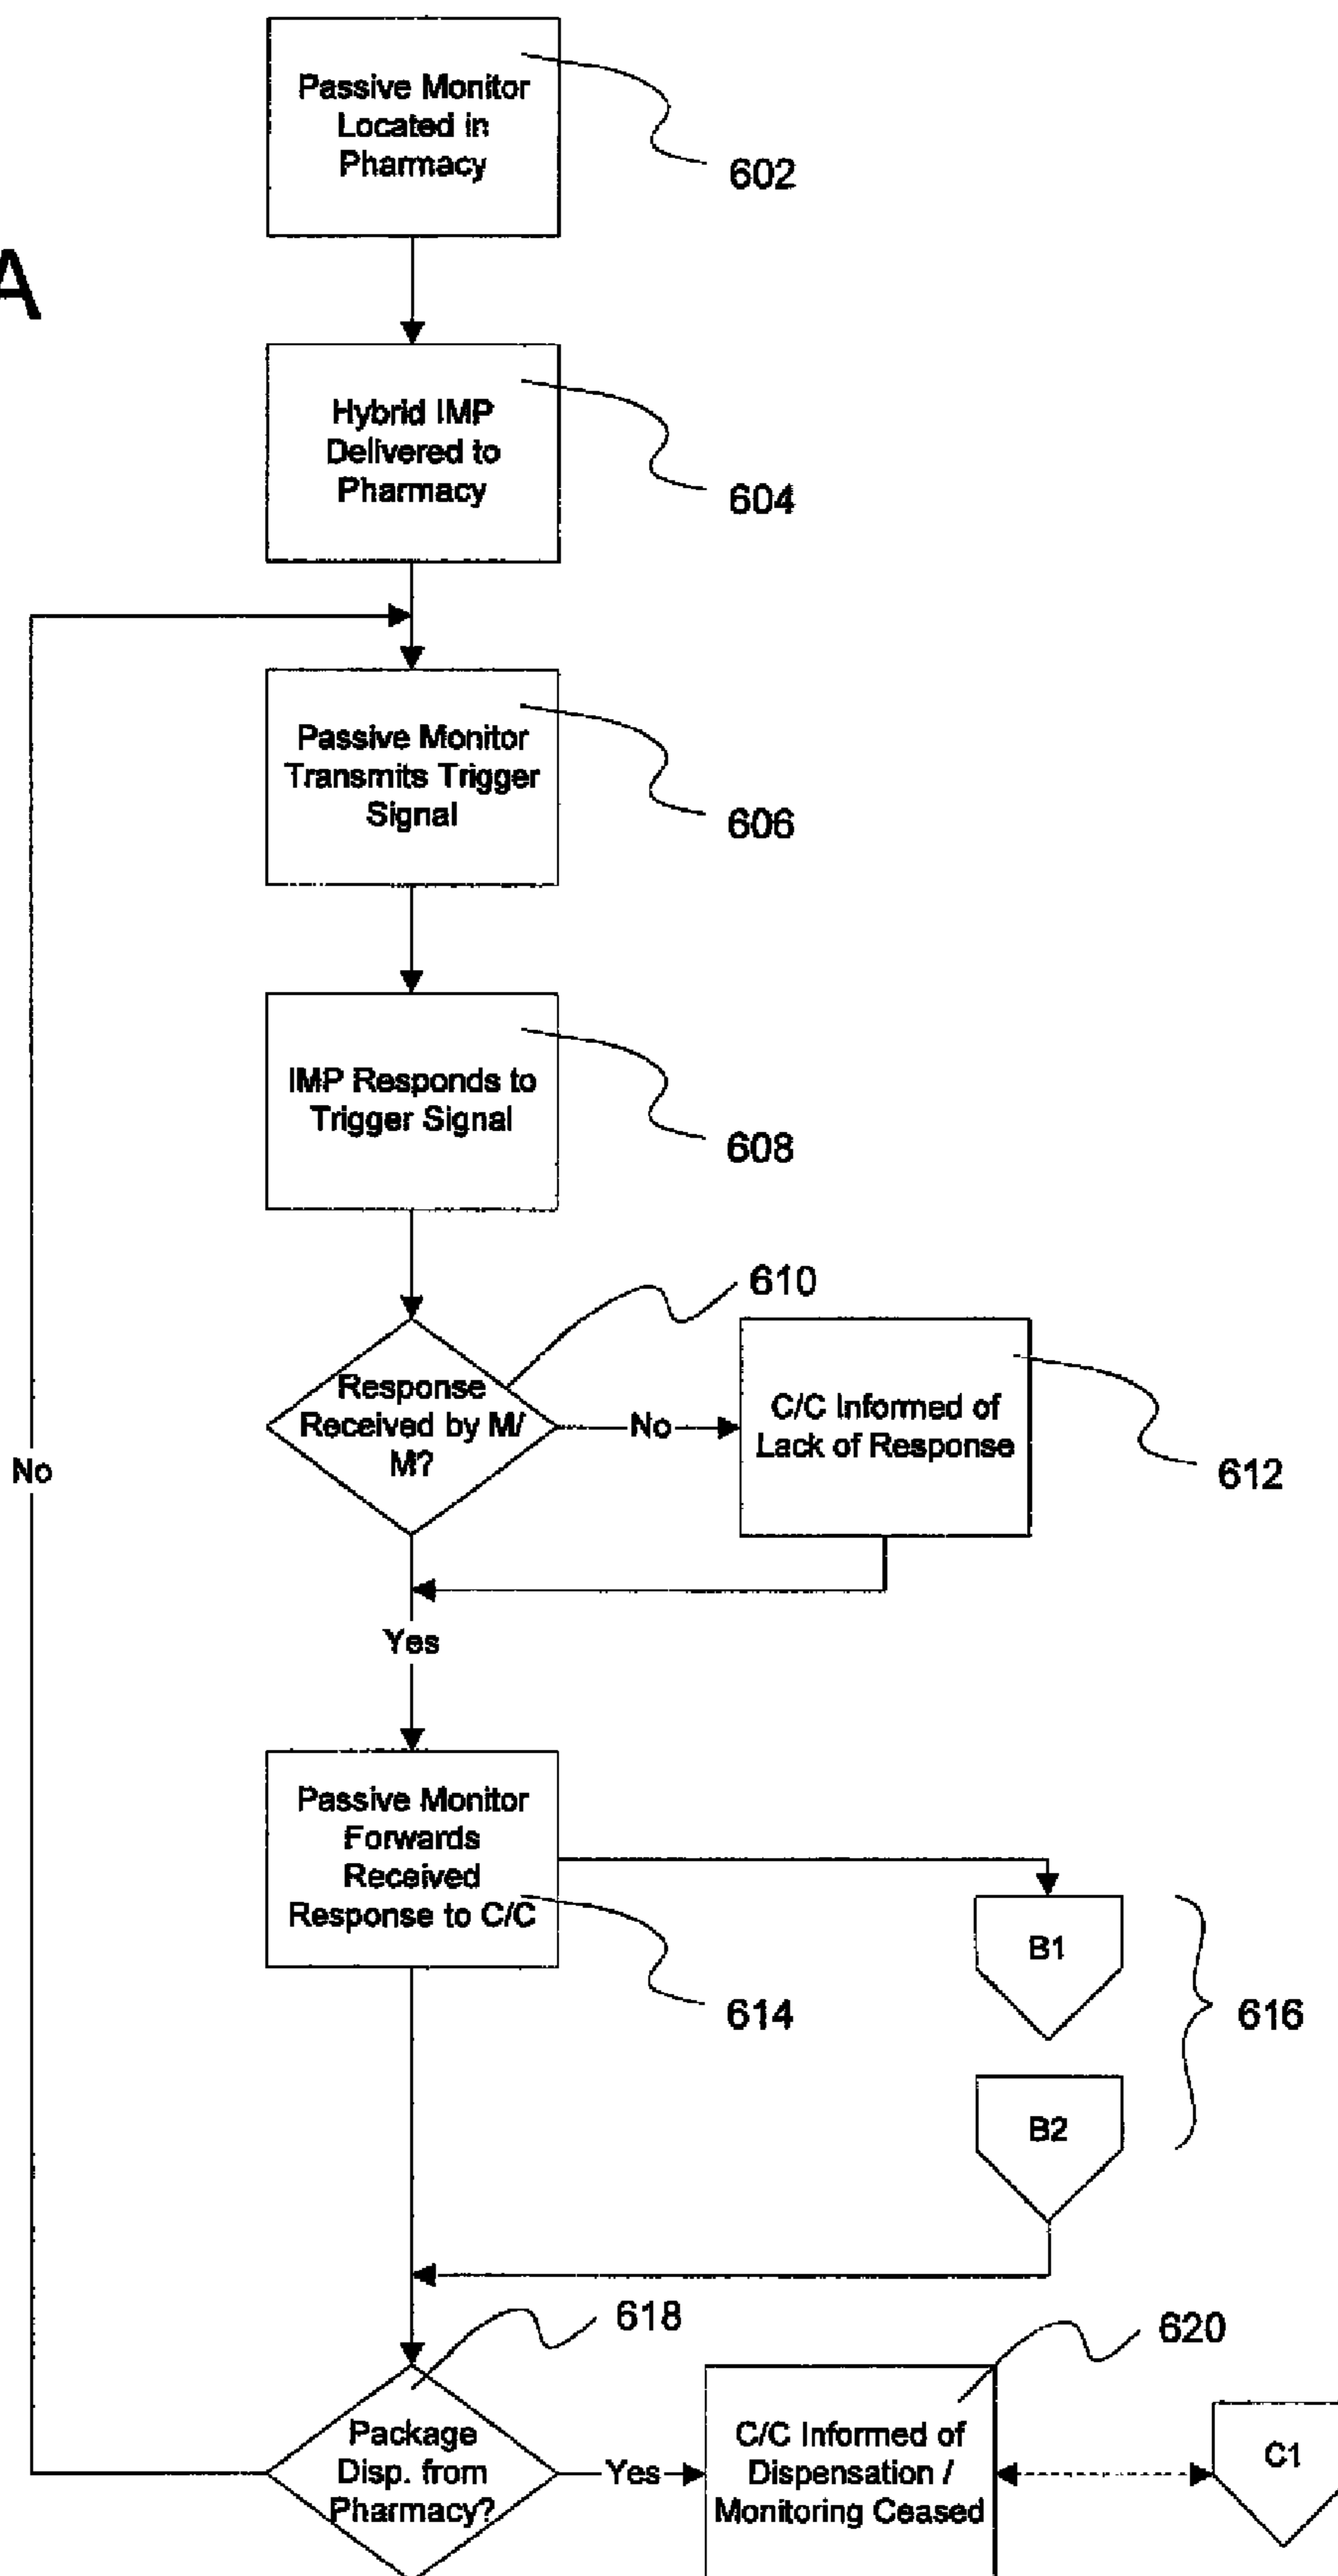 Passive Monitor
Located in
Pharmacy
602
A
Hybrid IMP
Delivered to
Pharmacy
604
Passive Monitor
Transmits Trigger
Signal
606
IMP Responds to
Trigger Signal
608
610
Response
Received by M/
M?
No
C/C Informed of
Lack of Response
612
No
Yes
Passive Monitor
Forwards
Received
Response to C/C
614
B1
616
B2
618
620
Package
Disp. from
Pharmacy?
Yes
C/C Informed of
Dispensation /
Monitoring Ceased
C1